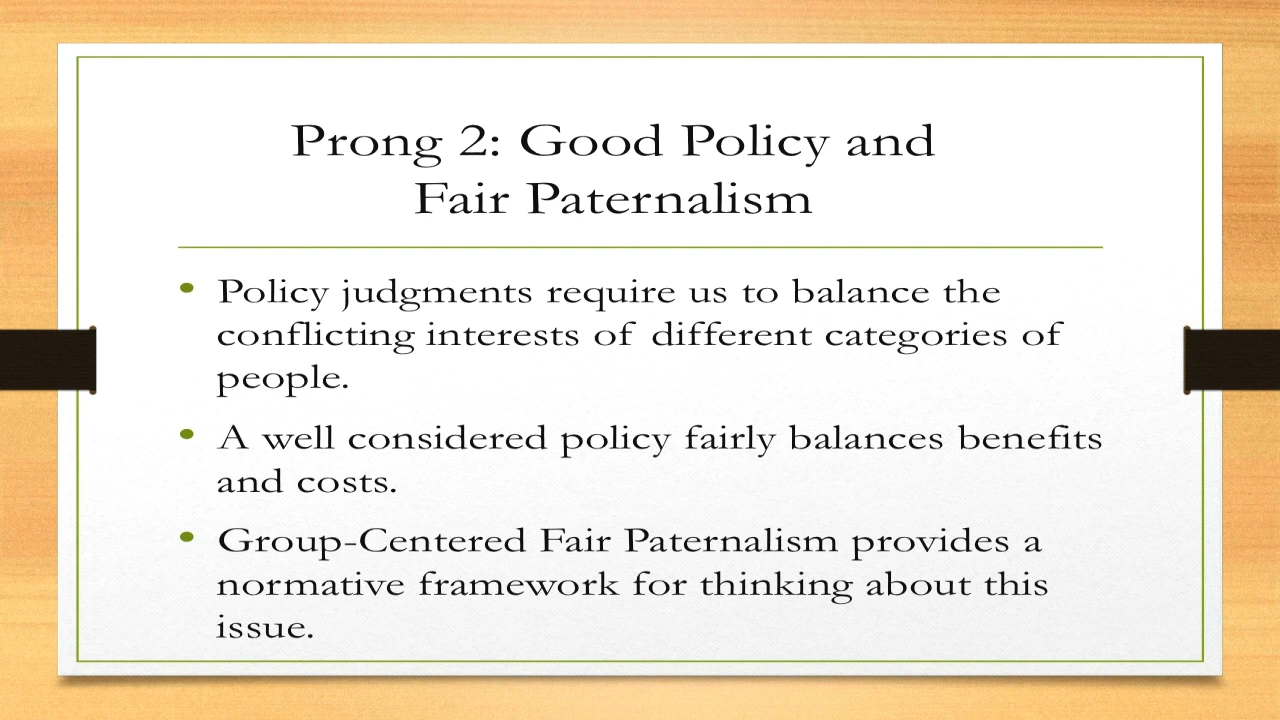 Prong 2: Good Policy and
Fair Paternalism
• Policy judgments require us to balance the
conflicting interests of different categories of
people.
• A well considered policy fairly balances benefits
and costs.
• Group-Centered Fair Paternalism provides a
normative framework for thinking about this
issue.